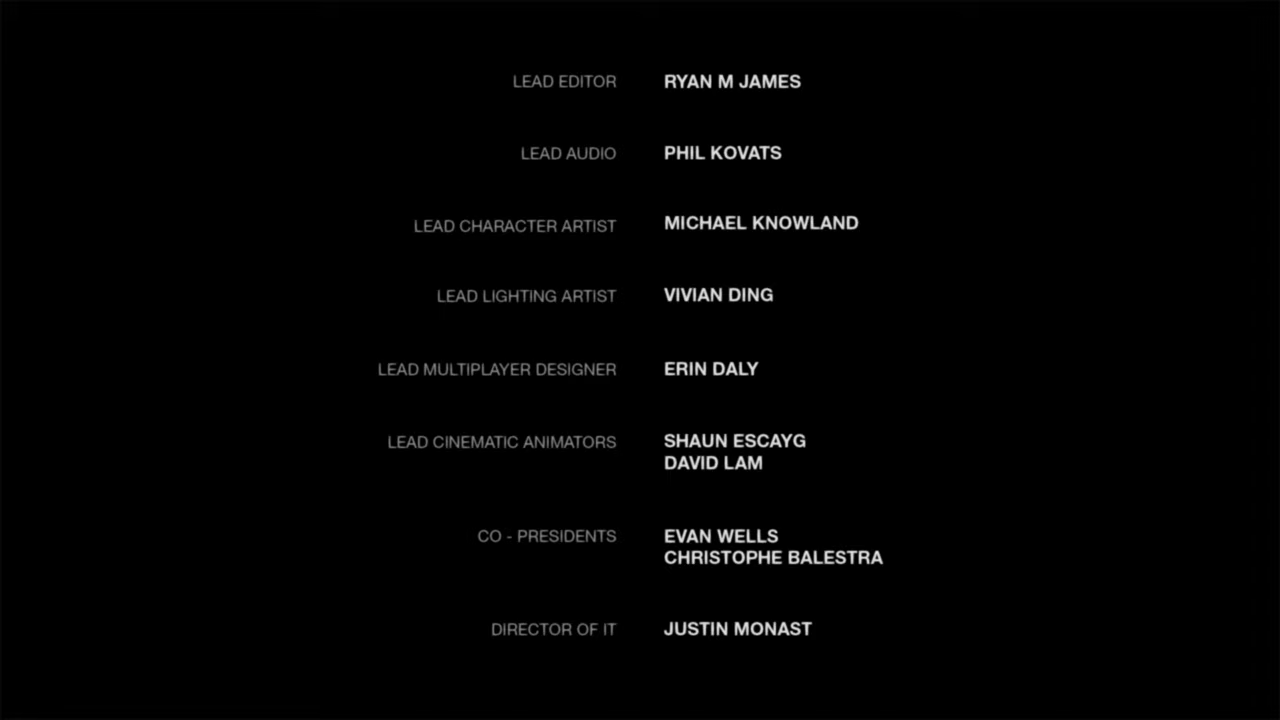 LEAD EDITOR RYAN M JAMES
LEAD AUDIO PHIL KOVATS
LEAD CHARACTER ARTIST MICHAEL KNOWLAND
LEAD LIGHTING ARTIST VIVIAN DING
LEAD MULTIPLAYER DESIGNER ERIN DALY
LEAD CINEMATIC ANIMATORS SHAUN ESCAYG
DAVID LAM
CO - PRESIDENTS EVAN WELLS
CHRISTOPHE BALESTRA
DIRECTOR OF IT JUSTIN MONAST